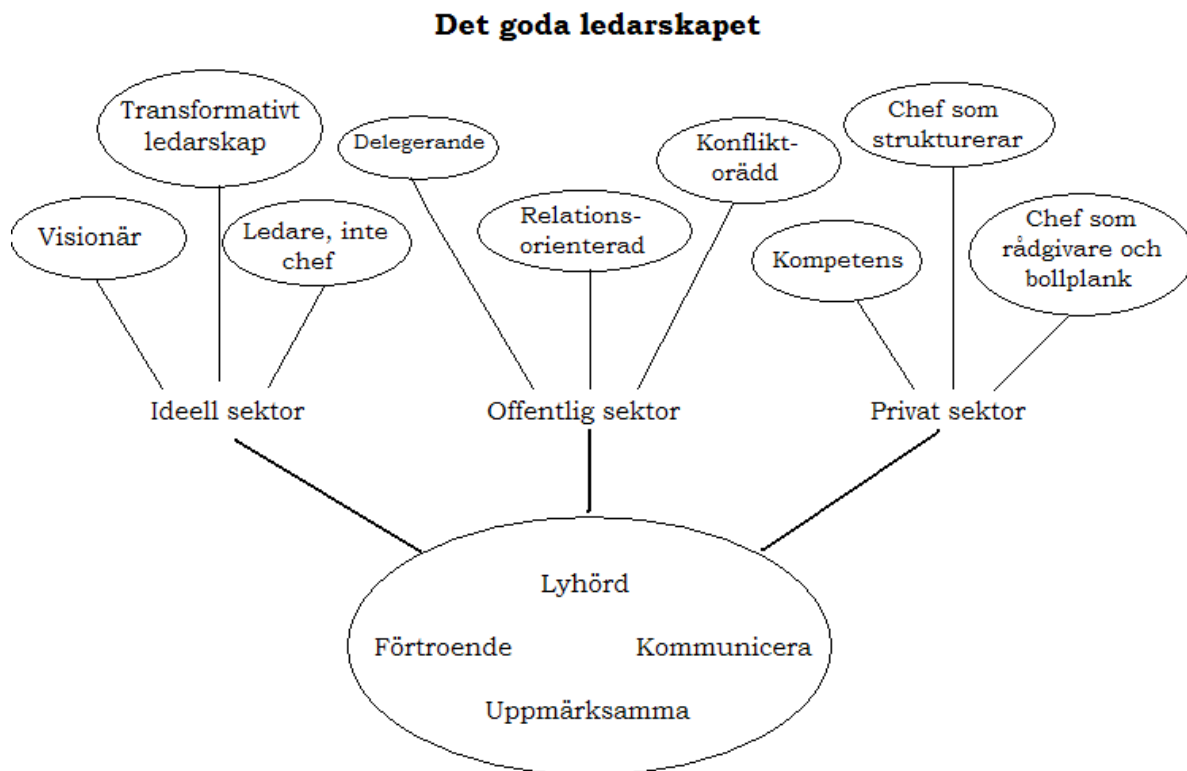 Det goda ledarskapet
Transformativt
ledarskap
Delegerande
Konflikt-
orädd
Chef som
strukturerar
Visionär
Ledare, inte
chef
Relations-
orienterad
Kompetens
Chef som
rådgivare och
bollplank
Ideell sektor
Offentlig sektor
Privat sektor
Lyhörd
Förtroende
Kommunicera
Uppmärksamma